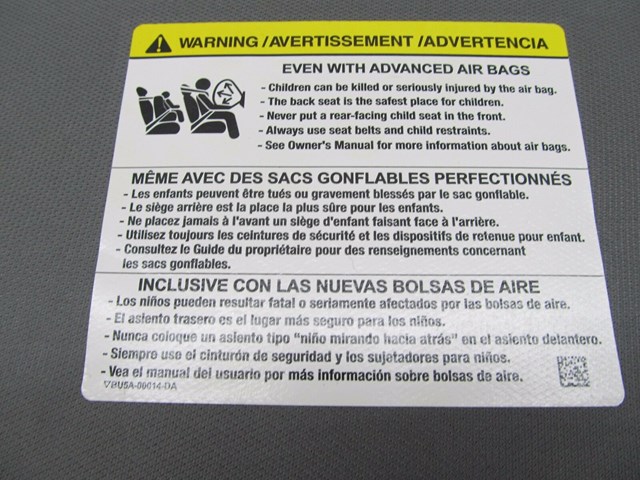 WARNING / AVERTISSEMENT / ADVERTENCIA
EVEN WITH ADVANCED AIR BAGS
- Children can be killed or seriously injured by the air bag.
- The back seat is the safest place for children.
- Never put a rear-facing child seat in the front.
- Always use seat belts and child restraints.
- See Owner's Manual for more information about air bags.
MÊME AVEC DES SACS GONFLABLES PERFECTIONNÉS
- Les enfants peuvent être tués ou gravement blessés par le sac gonflable.
- Le siège arrière est la place la plus sûre pour les enfants.
- Ne placez jamais à l'avant un siège d'enfant faisant face à l'arrière.
- Utilisez toujours les ceintures de sécurité et les dispositifs de retenue pour enfant.
- Consultez le Guide du propriétaire pour des renseignements concernant
les sacs gonflables.
INCLUSIVE CON LAS NUEVAS BOLSAS DE AIRE
- Los niños pueden resultar fatal o seriamente afectados por las bolsas de aire.
- El asiento trasero es el lugar más seguro para los niños.
- Nunca coloque un asiento tipo "niño mirando hacia atrás" en el asiento delantero.
- Siempre use el cinturón de seguridad y los sujetadores para niños.
- Vea el manual del usuario por más información sobre bolsas de aire.